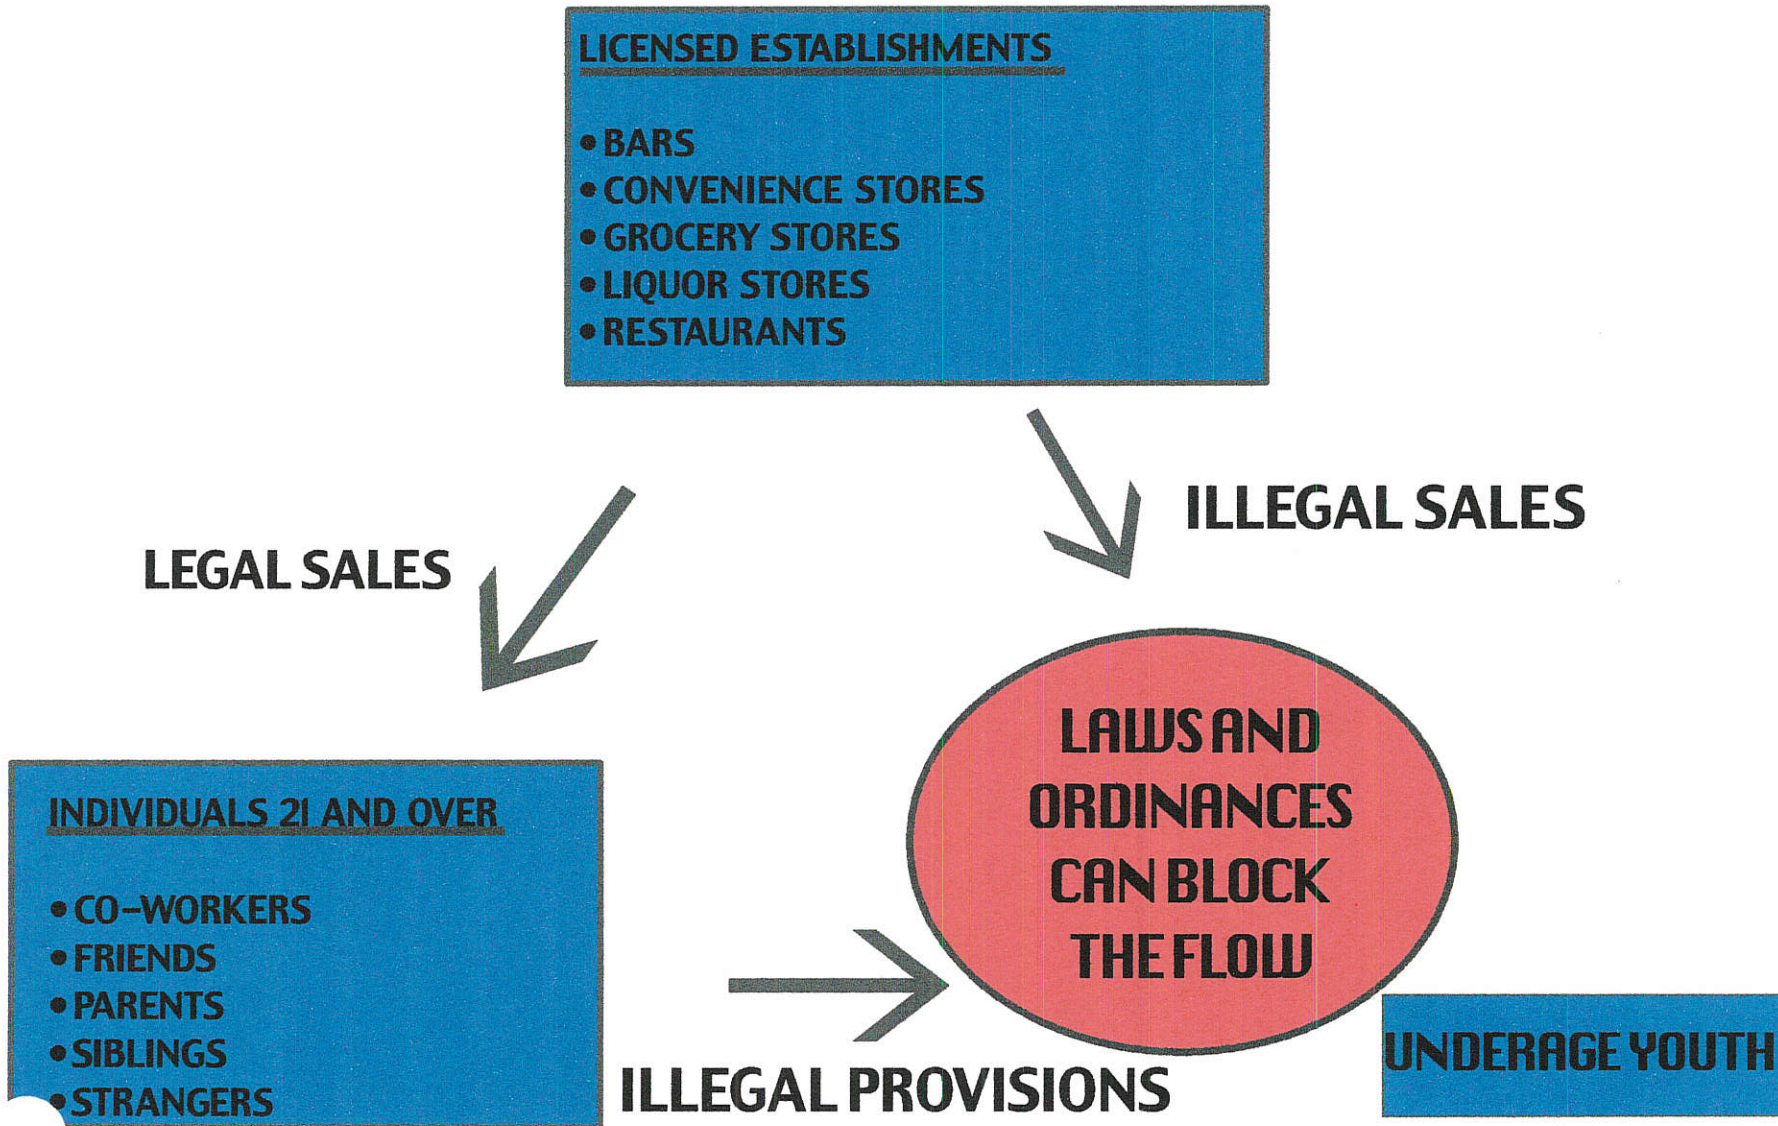 LICENSED ESTABLISHMENTS
• BARS
• CONVENIENCE STORES
• GROCERY STORES
• LIQUOR STORES
• RESTAURANTS
LEGAL SALES
ILLEGAL SALES
INDIVIDUALS 21 AND OVER
• CO-WORKERS
• FRIENDS
• PARENTS
• SIBLINGS
• STRANGERS
LAWS AND
ORDINANCES
CAN BLOCK
THE FLOW
ILLEGAL PROVISIONS
UNDERAGE YOUTH